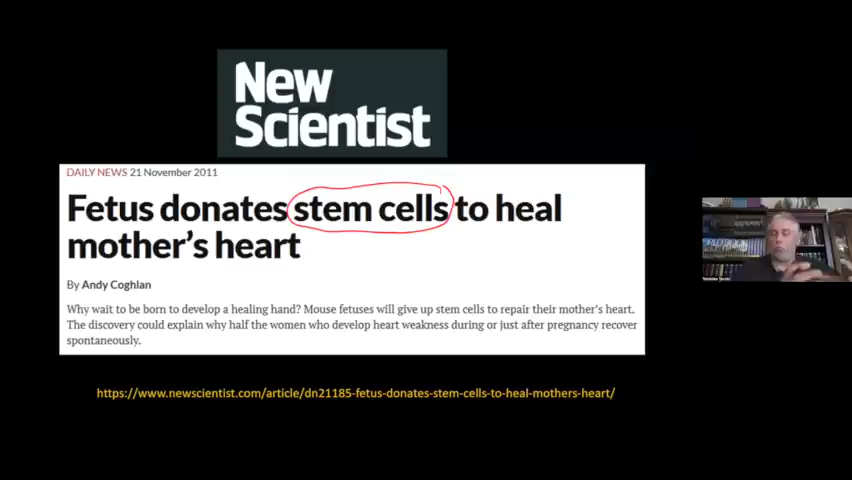 New
Scientist
DAILY NEWS 21 November 2011
Fetus donates stem cells to heal
mother's heart
By Andy Coghlan
Why wait to be born to develop a healing hand? Mouse fetuses will give up stem cells to repair their mother's heart.
The discovery could explain why half the women who develop heart weakness during or just after pregnancy recover
spontaneously.
https://www.newscientist.com/article/dn21185-fetus-donates-stem-cells-to-heal-mothers-heart/